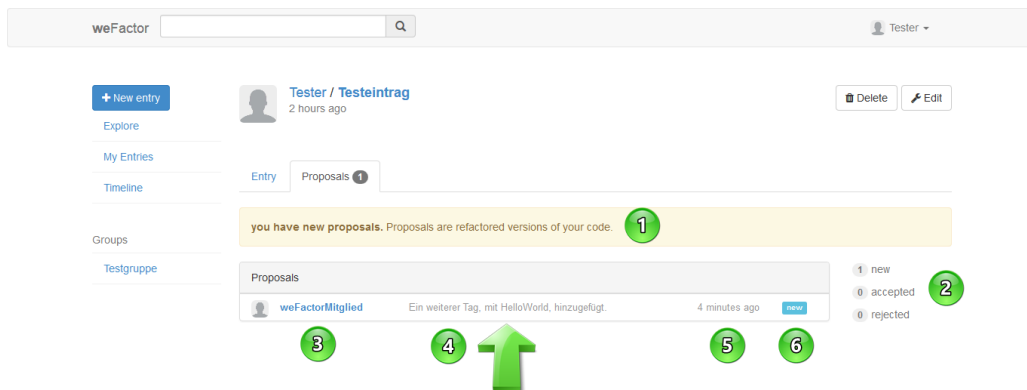 weFactor
Tester
+ New entry
Explore
My Entries
Timeline
Groups
Testgruppe
Tester / Testeintrag
2 hours ago
Delete
Edit
Entry
Proposals 1
you have new proposals. Proposals are refactored versions of your code.
1
Proposals
weFactorMitglied
Ein weiterer Tag, mit HelloWorld, hinzugefügt.
4 minutes ago
new
1 new
0 accepted
0 rejected
2
3
4
5
6